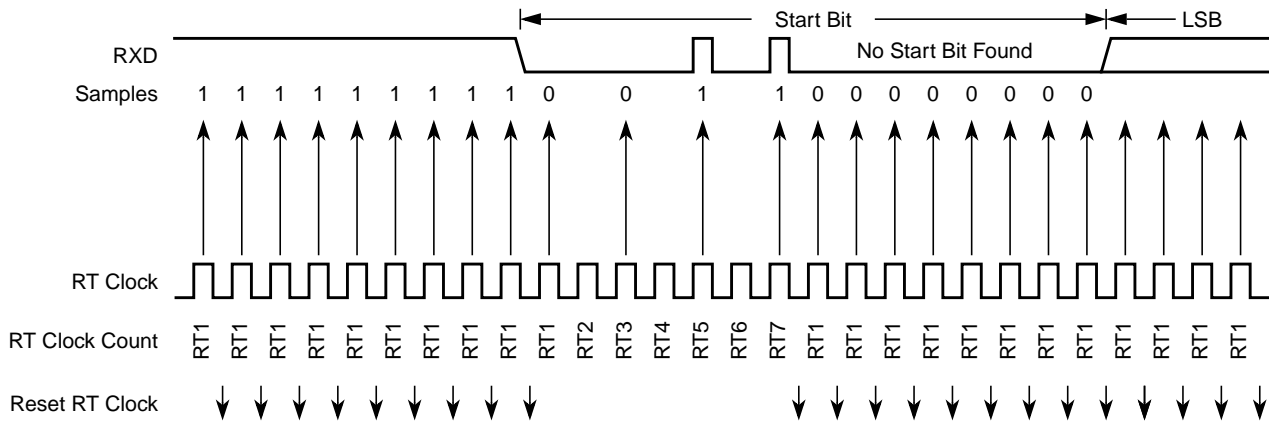 Start Bit LSB
RXD No Start Bit Found
Samples 1 1 1 1 1 1 1 1 1 0 0 1 1 0 0 0 0 0 0 0 0
RT Clock
RT Clock Count RT1 RT1 RT1 RT1 RT1 RT1 RT1 RT1 RT1 RT1 RT2 RT3 RT4 RT5 RT6 RT7 RT1 RT1 RT1 RT1 RT1 RT1 RT1 RT1 RT1 RT1 RT1 RT1
Reset RT Clock